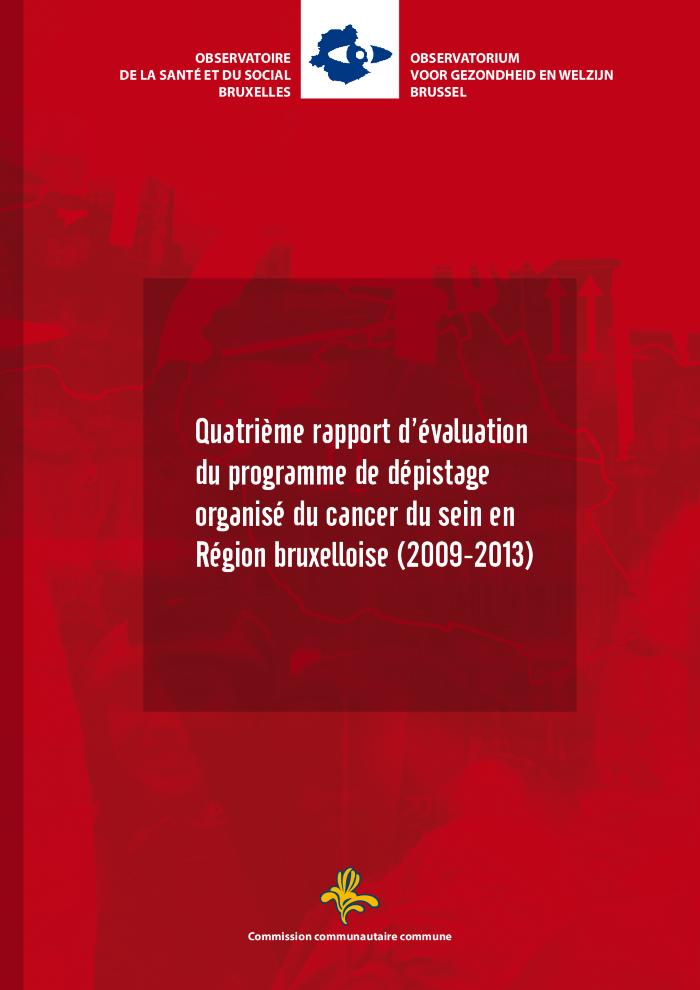 OBSERVATOIRE
DE LA SANTÉ ET DU SOCIAL
BRUXELLES
OBSERVATORIUM
VOOR GEZONDHEID EN WELZIJN
BRUSSEL
Quatrième rapport d'évaluation
du programme de dépistage
organisé du cancer du sein en
Région bruxelloise (2009-2013)
Commission communautaire commune